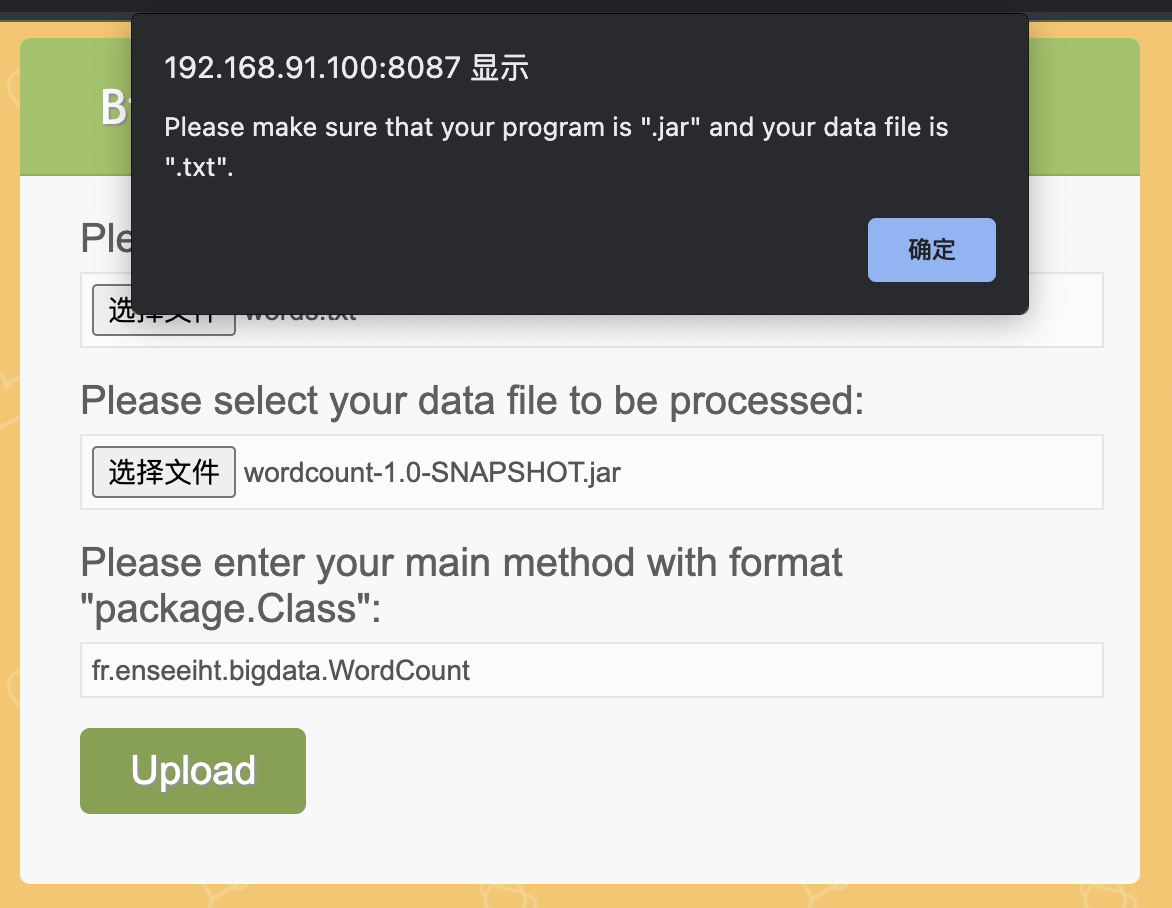 192.168.91.100:8087 显示
Please make sure that your program is ".jar" and your data file is
".txt".
确定
选择文件 words.txt
Please select your data file to be processed:
选择文件 wordcount-1.0-SNAPSHOT.jar
Please enter your main method with format
"package.Class":
fr.enseeiht.bigdata.WordCount
Upload